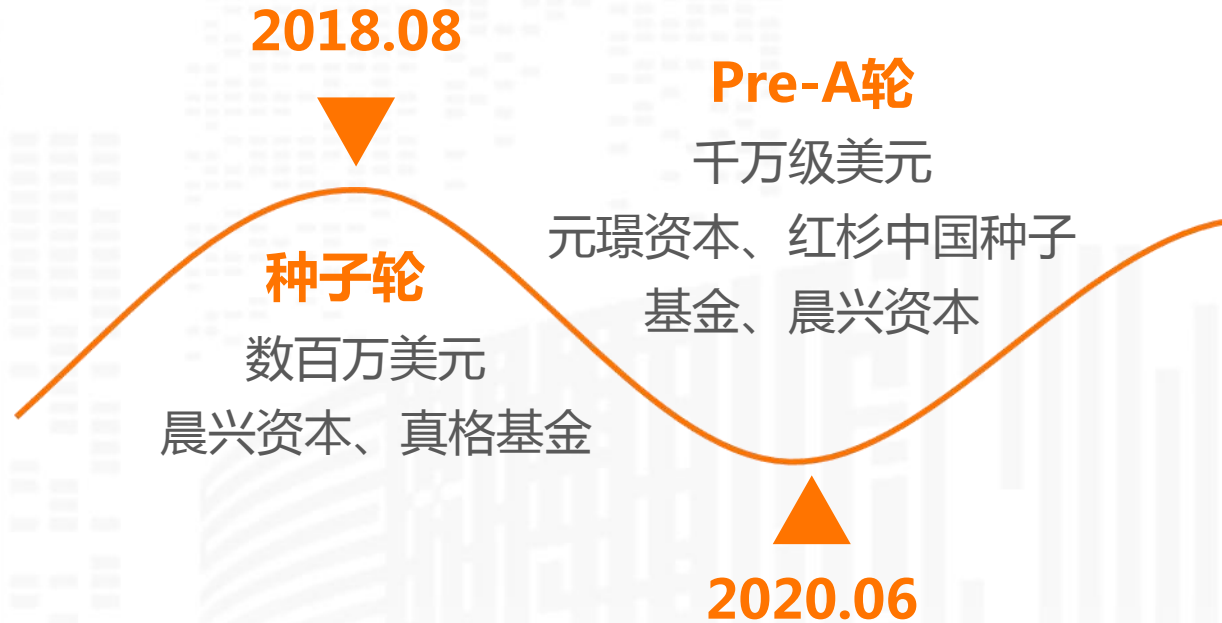 2018.08
种子轮
数百万美元
晨兴资本、真格基金
Pre-A轮
千万级美元
元璟资本、红杉中国种子
基金、晨兴资本
2020.06